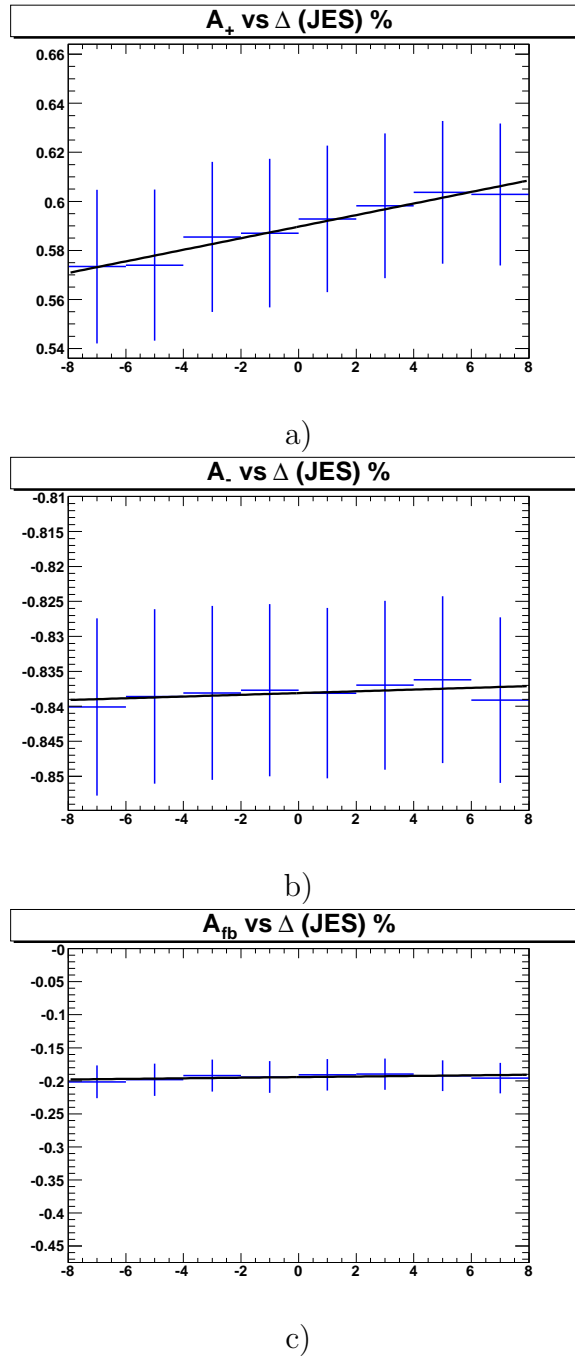 A+ vs Δ (JES) %
0.66
0.64
0.62
0.6
0.58
0.56
0.54
-8 -6 -4 -2 0 2 4 6 8
a)
A- vs Δ (JES) %
-0.81
-0.815
-0.82
-0.825
-0.83
-0.835
-0.84
-0.845
-0.85
-8 -6 -4 -2 0 2 4 6 8
b)
Afb vs Δ (JES) %
-0
-0.05
-0.1
-0.15
-0.2
-0.25
-0.3
-0.35
-0.4
-0.45
-8 -6 -4 -2 0 2 4 6 8
c)